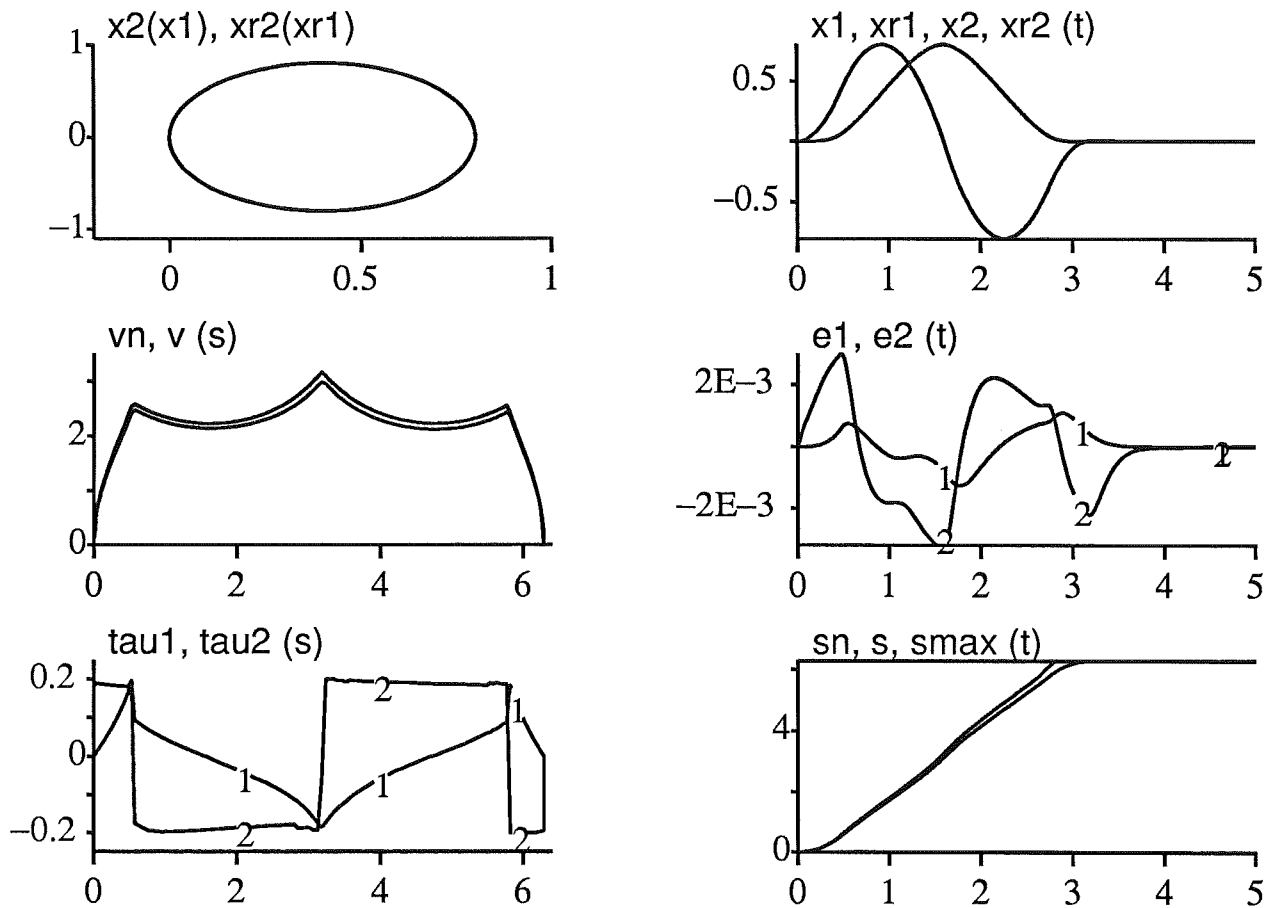 x2(x1), xr2(xr1)
1
0
−1
0 0.5 1
x1, xr1, x2, xr2 (t)
0.5
−0.5
0 1 2 3 4 5
vn, v (s)
2
0
0 2 4 6
e1, e2 (t)
2E−3
−2E−3
1
2
1
2
1
2
0 1 2 3 4 5
tau1, tau2 (s)
0.2
0
−0.2
1
2
2
1
1
2
0 2 4 6
sn, s, smax (t)
4
0
0 1 2 3 4 5